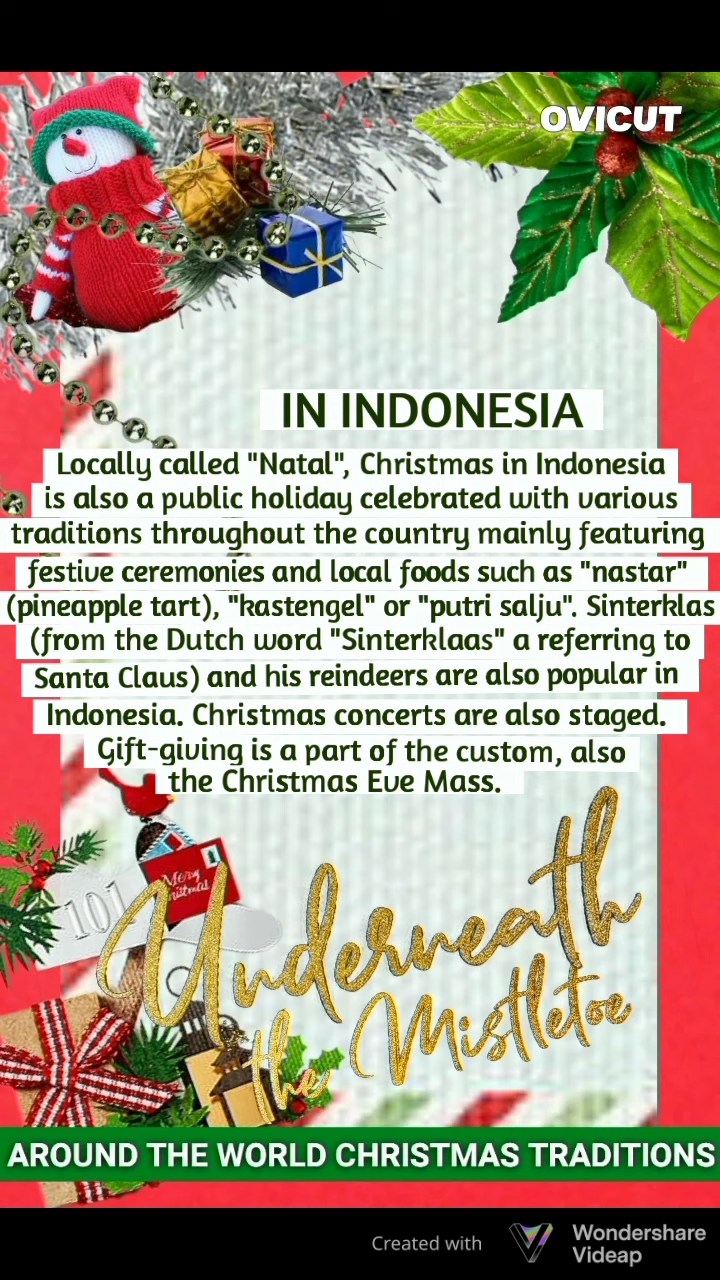 OVICUT
IN INDONESIA
Locally called "Natal", Christmas in Indonesia
is also a public holiday celebrated with various
traditions throughout the country mainly featuring
festive ceremonies and local foods such as "nastar"
(pineapple tart), "kastengel" or "putri salju". Sinterklas
(from the Dutch word "Sinterklaas" a referring to
Santa Claus) and his reindeers are also popular in
Indonesia. Christmas concerts are also staged.
Gift-giving is a part of the custom, also
the Christmas Eve Mass.
Merry
Christmas
101
Underneath
the Mistletoe
AROUND THE WORLD CHRISTMAS TRADITIONS
Created with
Wondershare
Videap